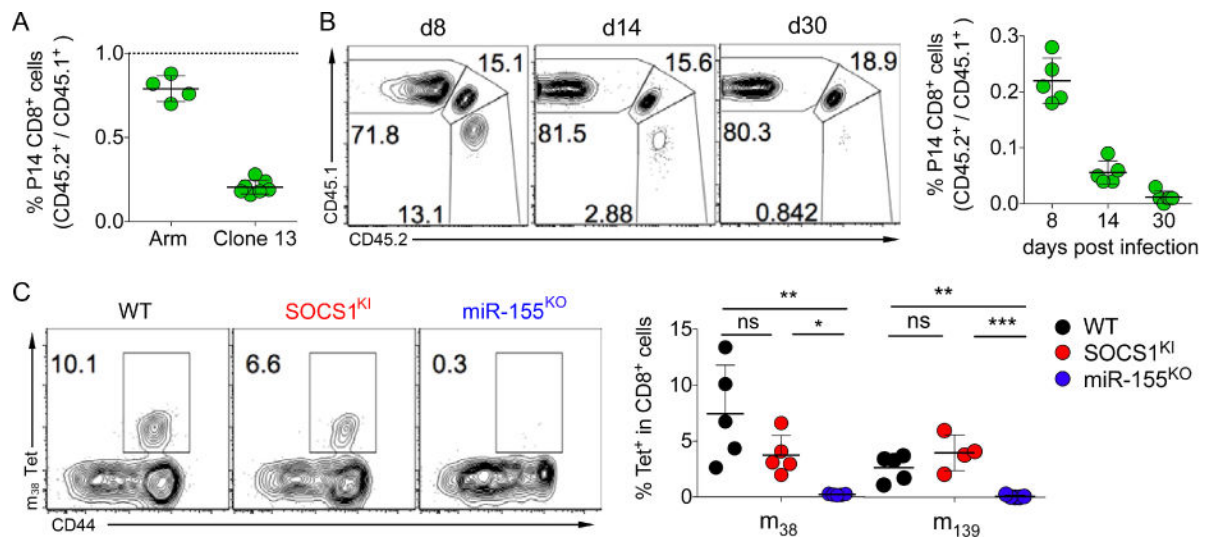 A
% P14 CD8+ cells
(CD45.2+ / CD45.1+)
1.0
0.5
0.0
Arm
Clone 13
B
d8
d14
d30
15.1
15.6
18.9
71.8
81.5
80.3
13.1
2.88
0.842
CD45.1
CD45.2
% P14 CD8+ cells
(CD45.2+ / CD45.1+)
0.3
0.2
0.1
0.0
8
14
30
days post infection
C
WT
SOCS1KI
miR-155KO
10.1
6.6
0.3
m38 Tet
CD44
% Tet+ in CD8+ cells
15
10
5
0
**
ns
*
**
ns
***
m38
m139
WT
SOCS1KI
miR-155KO